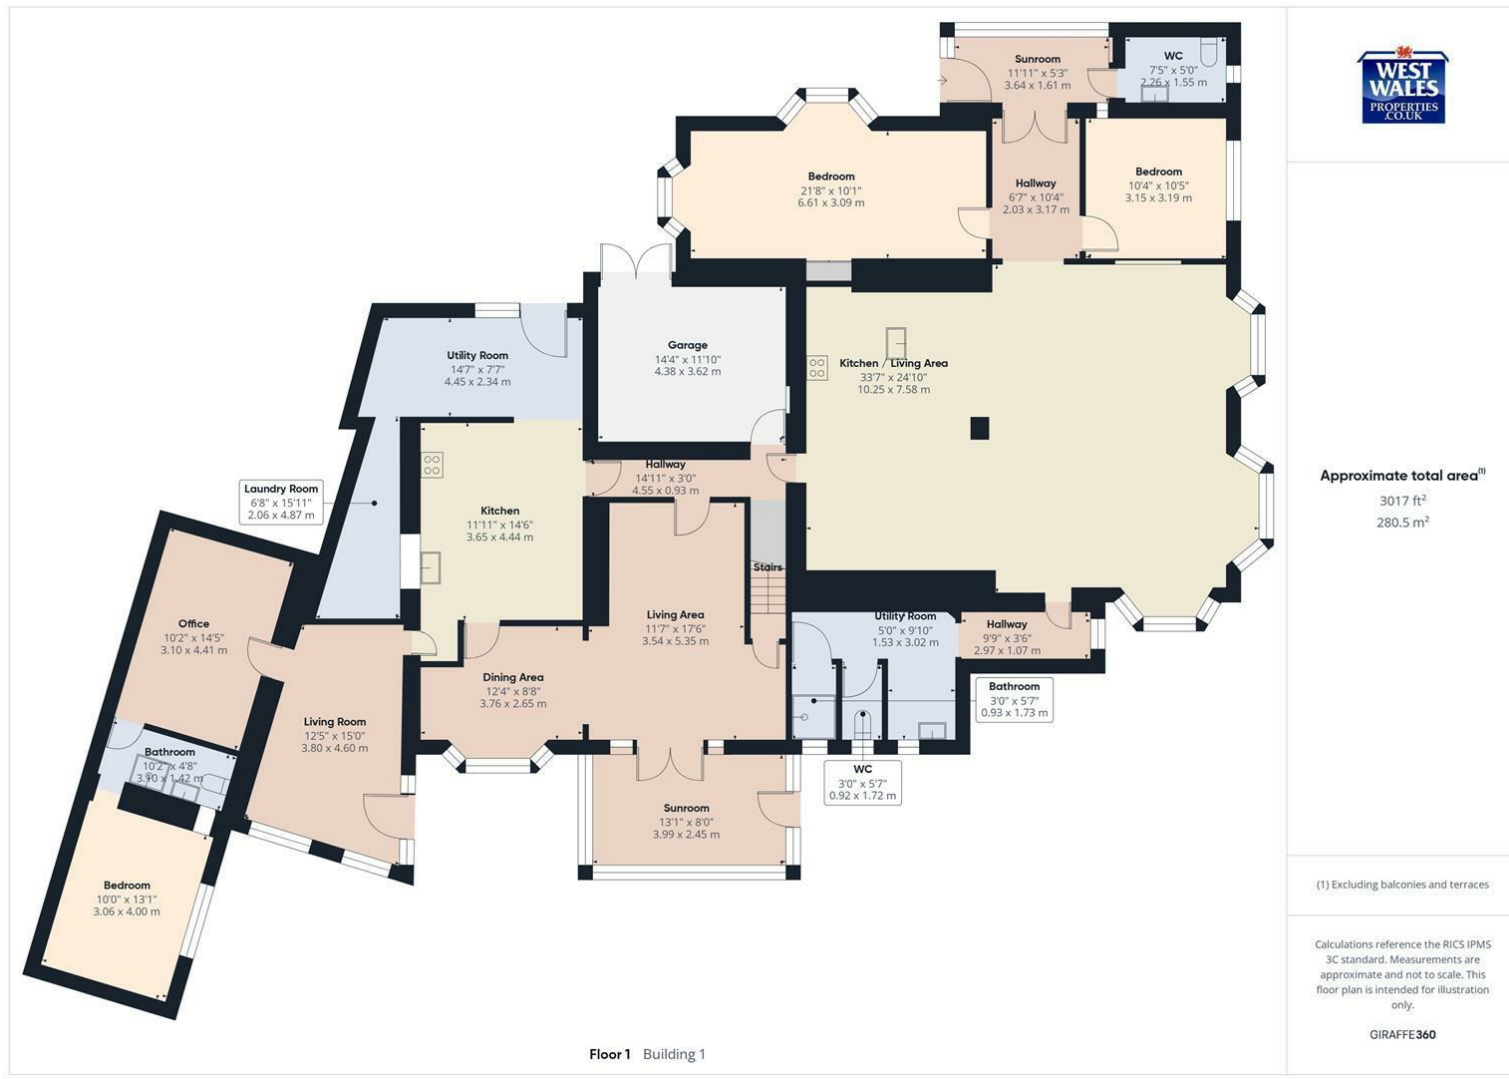 Sunroom
11'11" x 5'3"
3.64 x 1.61 m
WC
7'5" x 5'0"
2.26 x 1.55 m
WEST
WALES
PROPERTIES
.CO.UK
Bedroom
21'8" x 10'1"
6.61 x 3.09 m
Hallway
6'7" x 10'4"
2.03 x 3.17 m
Bedroom
10'4" x 10'5"
3.15 x 3.19 m
Utility Room
14'7" x 7'7"
4.45 x 2.34 m
Garage
14'4" x 11'10"
4.38 x 3.62 m
Kitchen / Living Area
33'7" x 24'10"
10.25 x 7.58 m
Laundry Room
6'8" x 15'11"
2.06 x 4.87 m
Hallway
14'11" x 3'0"
4.55 x 0.93 m
Kitchen
11'11" x 14'6"
3.65 x 4.44 m
Stairs
Approximate total area(1)
3017 ft²
280.5 m²
Office
10'2" x 14'5"
3.10 x 4.41 m
Living Area
11'7" x 17'6"
3.54 x 5.35 m
Utility Room
5'0" x 9'10"
1.53 x 3.02 m
Hallway
9'9" x 3'6"
2.97 x 1.07 m
Dining Area
12'4" x 8'8"
3.76 x 2.65 m
Bathroom
3'0" x 5'7"
0.93 x 1.73 m
Living Room
12'5" x 15'0"
3.80 x 4.60 m
Bathroom
10'2" x 4'8"
3.10 x 1.42 m
WC
3'0" x 5'7"
0.92 x 1.72 m
Sunroom
13'1" x 8'0"
3.99 x 2.45 m
Bedroom
10'0" x 13'1"
3.06 x 4.00 m
(1) Excluding balconies and terraces
Calculations reference the RICS IPMS
3C standard. Measurements are
approximate and not to scale. This
floor plan is intended for illustration
only.
GIRAFFE360
Floor 1 Building 1